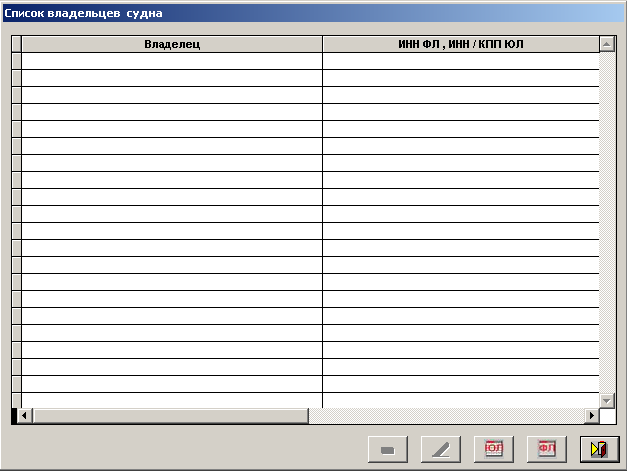 Список владельцев судна
Владелец
ИНН ФЛ , ИНН / КПП ЮЛ
ЮЛ
ФЛ